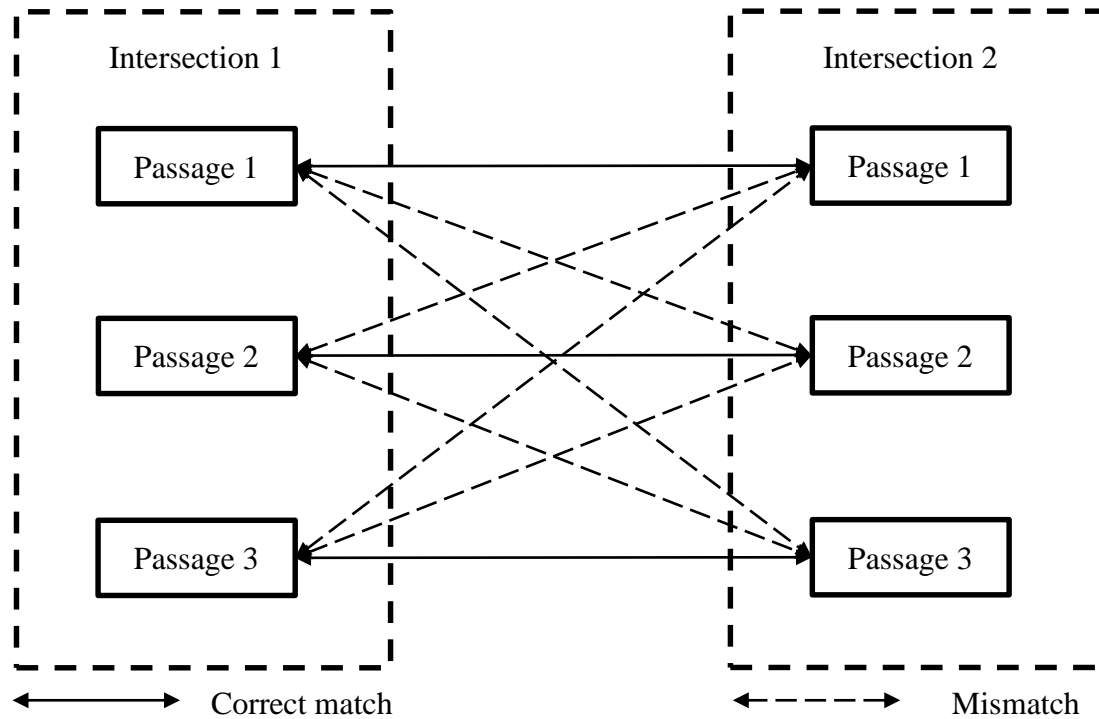 Intersection 1
Intersection 2
Passage 1
Passage 1
Passage 2
Passage 2
Passage 3
Passage 3
Correct match
Mismatch